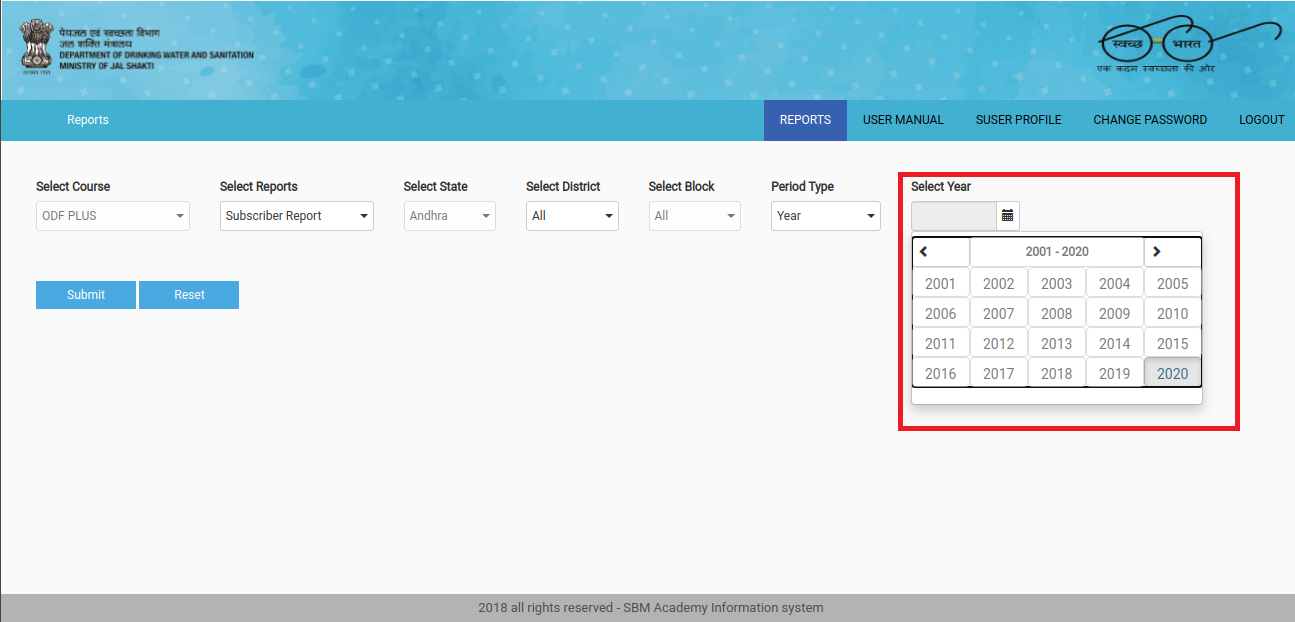 पेयजल एवं स्वच्छता विभाग
जल शक्ति मंत्रालय
DEPARTMENT OF DRINKING WATER AND SANITATION
MINISTRY OF JAL SHAKTI
स्वच्छ भारत
एक कदम स्वच्छता की ओर
Reports
REPORTS USER MANUAL SUSER PROFILE CHANGE PASSWORD LOGOUT
Select Course Select Reports Select State Select District Select Block Period Type Select Year
ODF PLUS Subscriber Report Andhra All All Year
2001 - 2020
2001 2002 2003 2004 2005
2006 2007 2008 2009 2010
2011 2012 2013 2014 2015
2016 2017 2018 2019 2020
Submit Reset
2018 all rights reserved - SBM Academy Information system